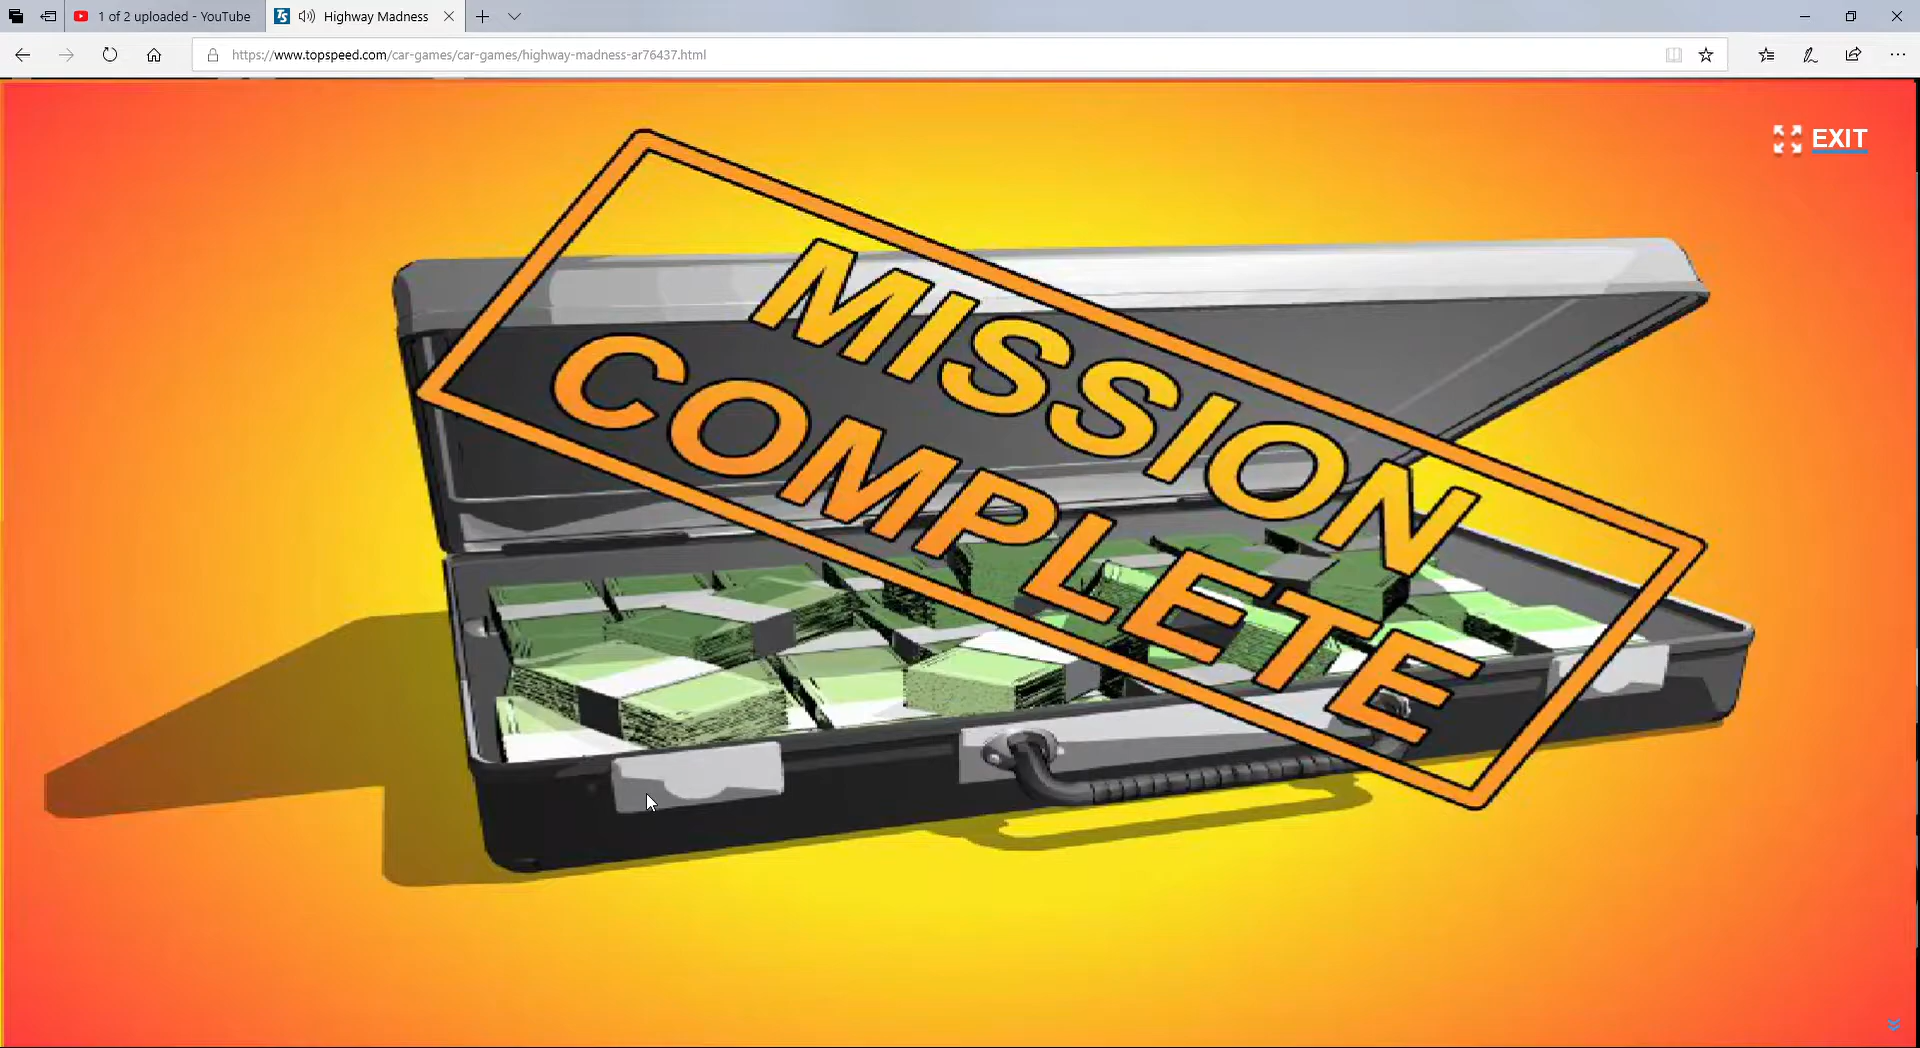 1 of 2 uploaded - YouTube
TS
Highway Madness
https://www.topspeed.com/car-games/car-games/highway-madness-ar76437.html
EXIT
MISSION
COMPLETE